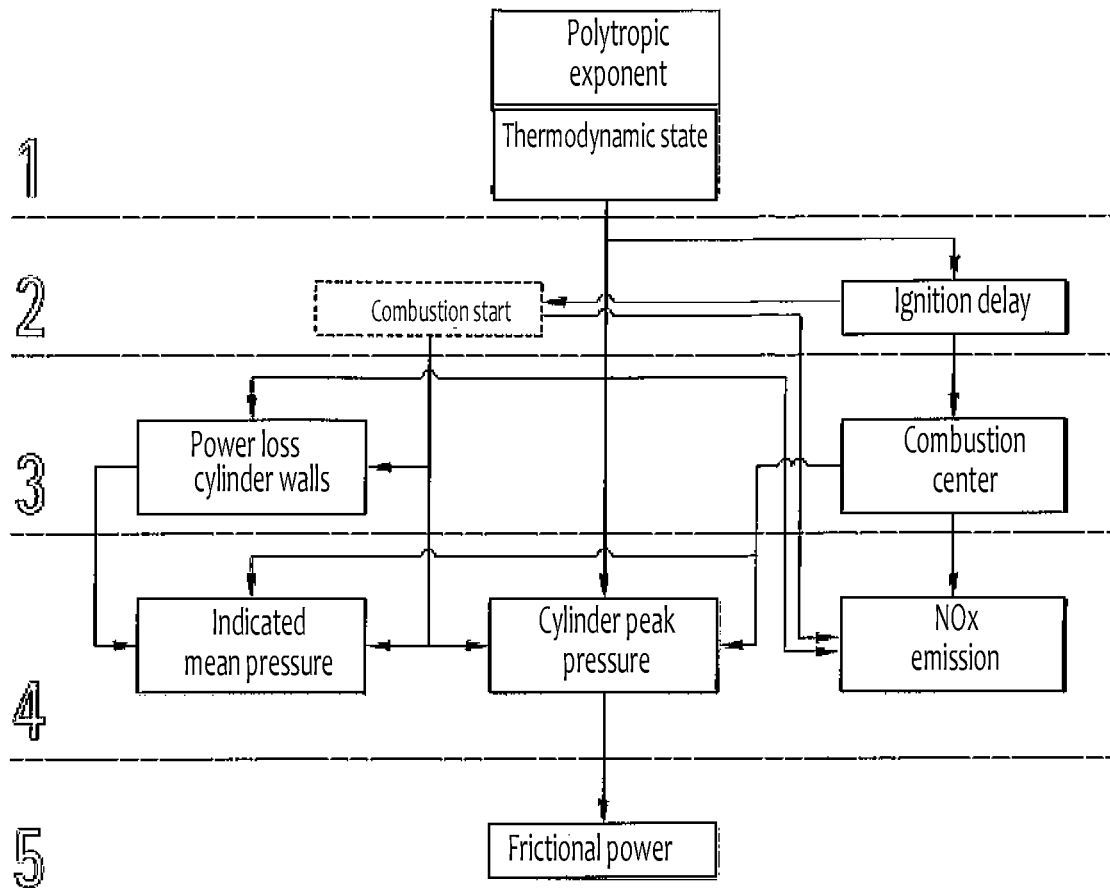 Polytropic
exponent
Thermodynamic state
1
2
Combustion start
Ignition delay
3
Power loss
cylinder walls
Combustion
center
4
Indicated
mean pressure
Cylinder peak
pressure
NOx
emission
5
Frictional power